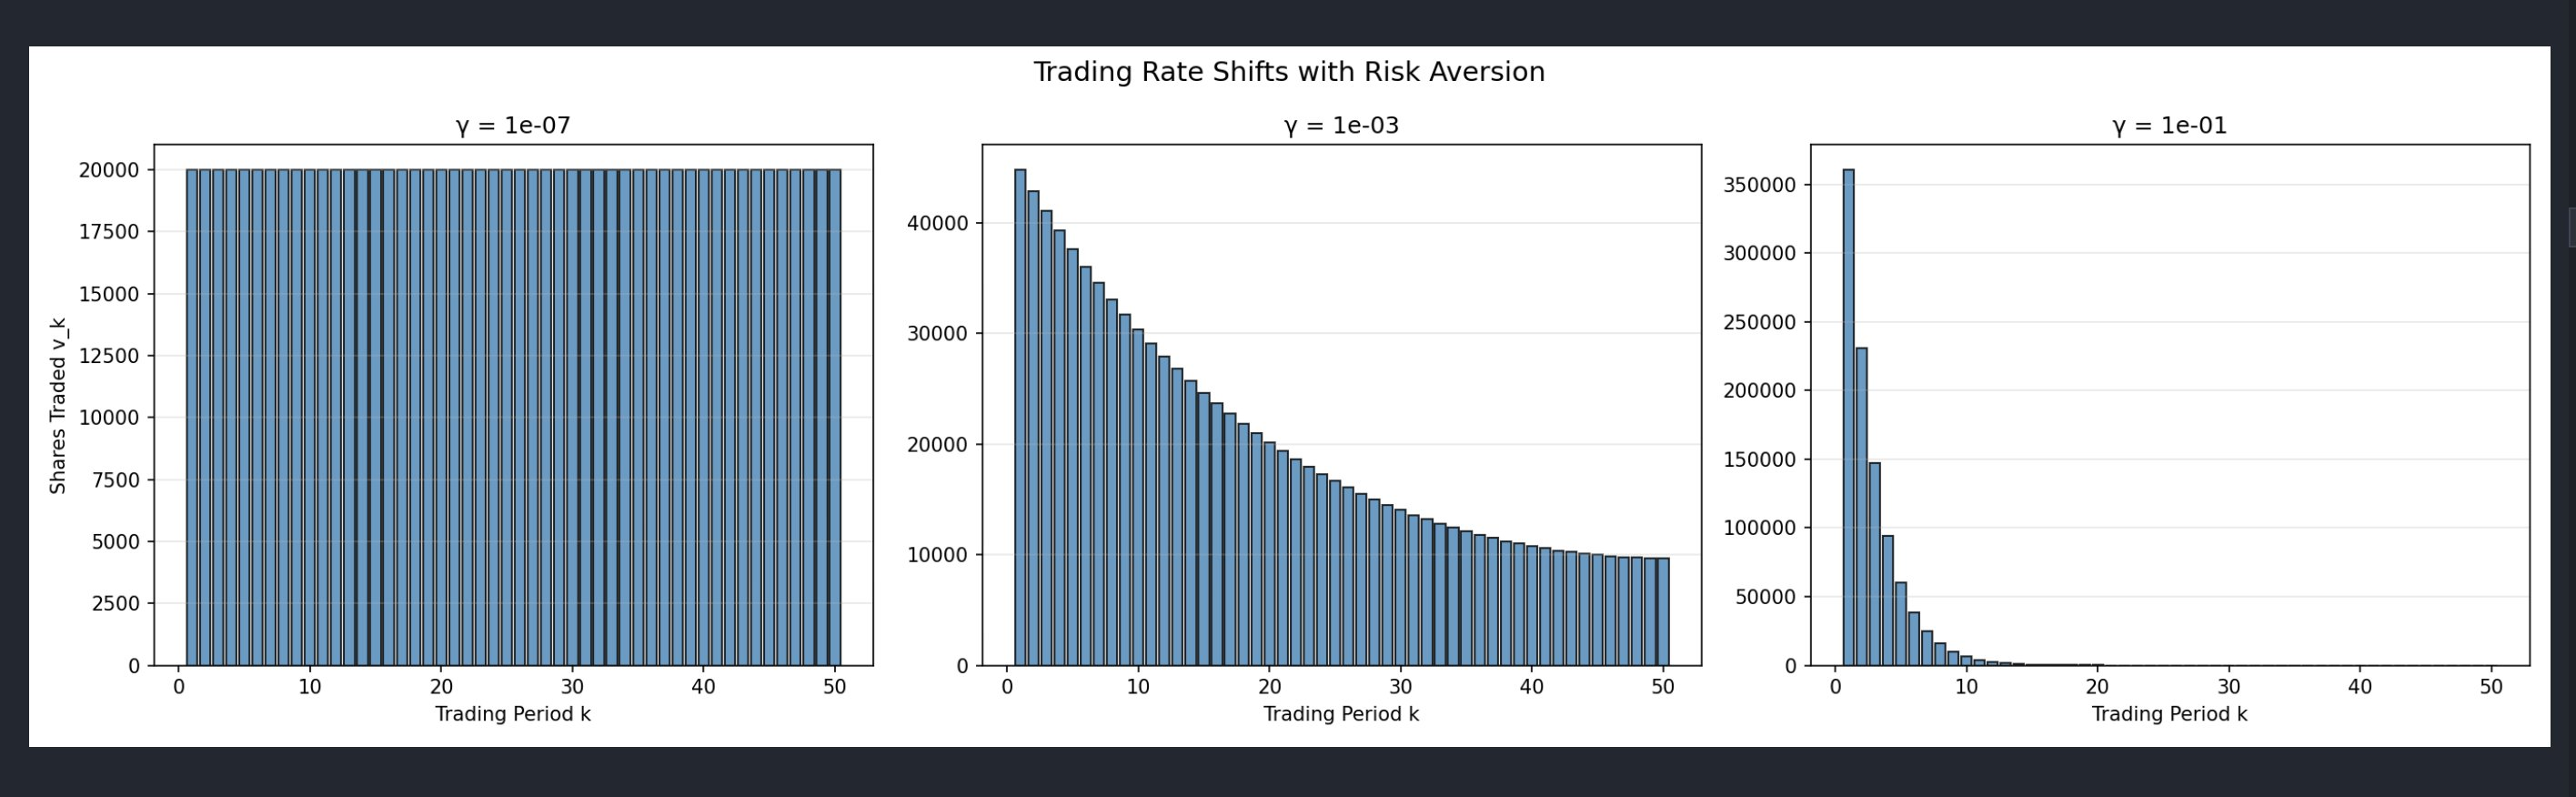 Trading Rate Shifts with Risk Aversion
γ = 1e-07
20000
17500
15000
12500
10000
7500
5000
2500
0
Shares Traded v_k
0 10 20 30 40 50
Trading Period k
γ = 1e-03
40000
30000
20000
10000
0
0 10 20 30 40 50
Trading Period k
γ = 1e-01
350000
300000
250000
200000
150000
100000
50000
0
0 10 20 30 40 50
Trading Period k